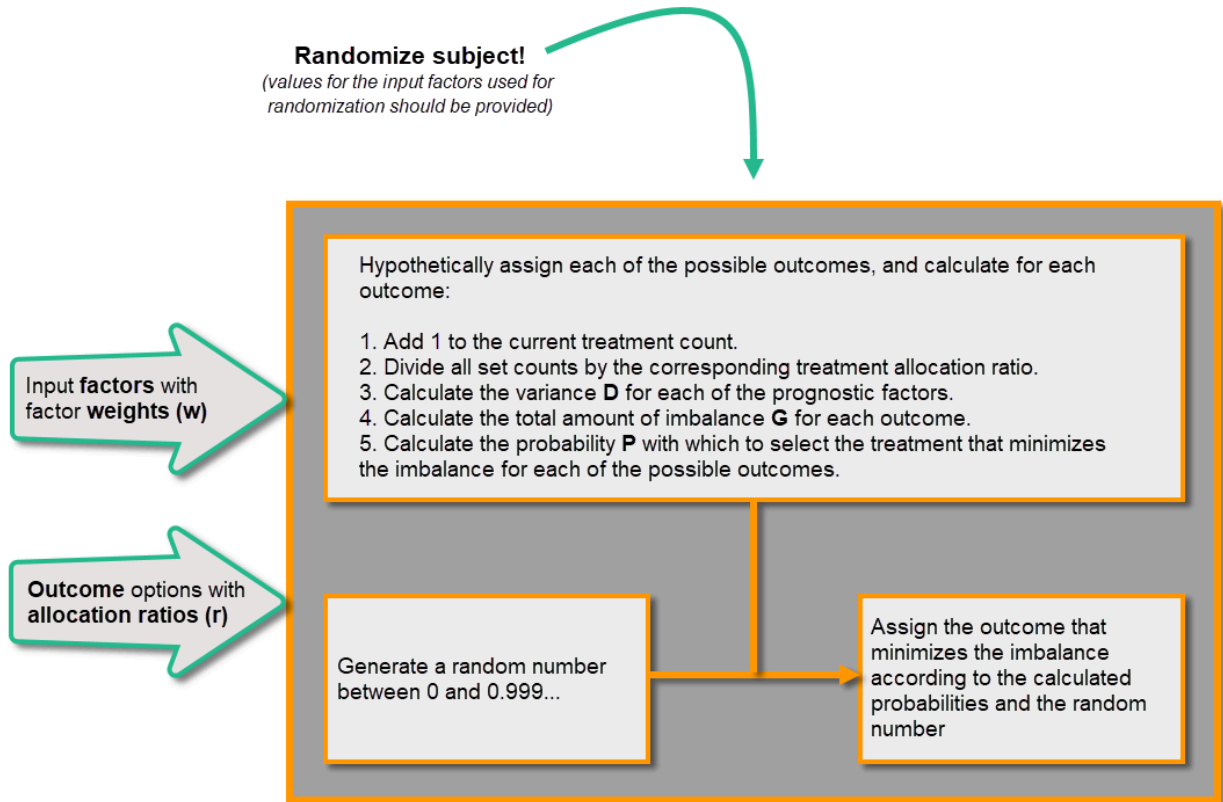 Randomize subject!
(values for the input factors used for
randomization should be provided)
Hypothetically assign each of the possible outcomes, and calculate for each
outcome:
1. Add 1 to the current treatment count.
2. Divide all set counts by the corresponding treatment allocation ratio.
3. Calculate the variance D for each of the prognostic factors.
4. Calculate the total amount of imbalance G for each outcome.
5. Calculate the probability P with which to select the treatment that minimizes
the imbalance for each of the possible outcomes.
Input factors with
factor weights (w)
Outcome options with
allocation ratios (r)
Generate a random number
between 0 and 0.999...
Assign the outcome that
minimizes the imbalance
according to the calculated
probabilities and the random
number